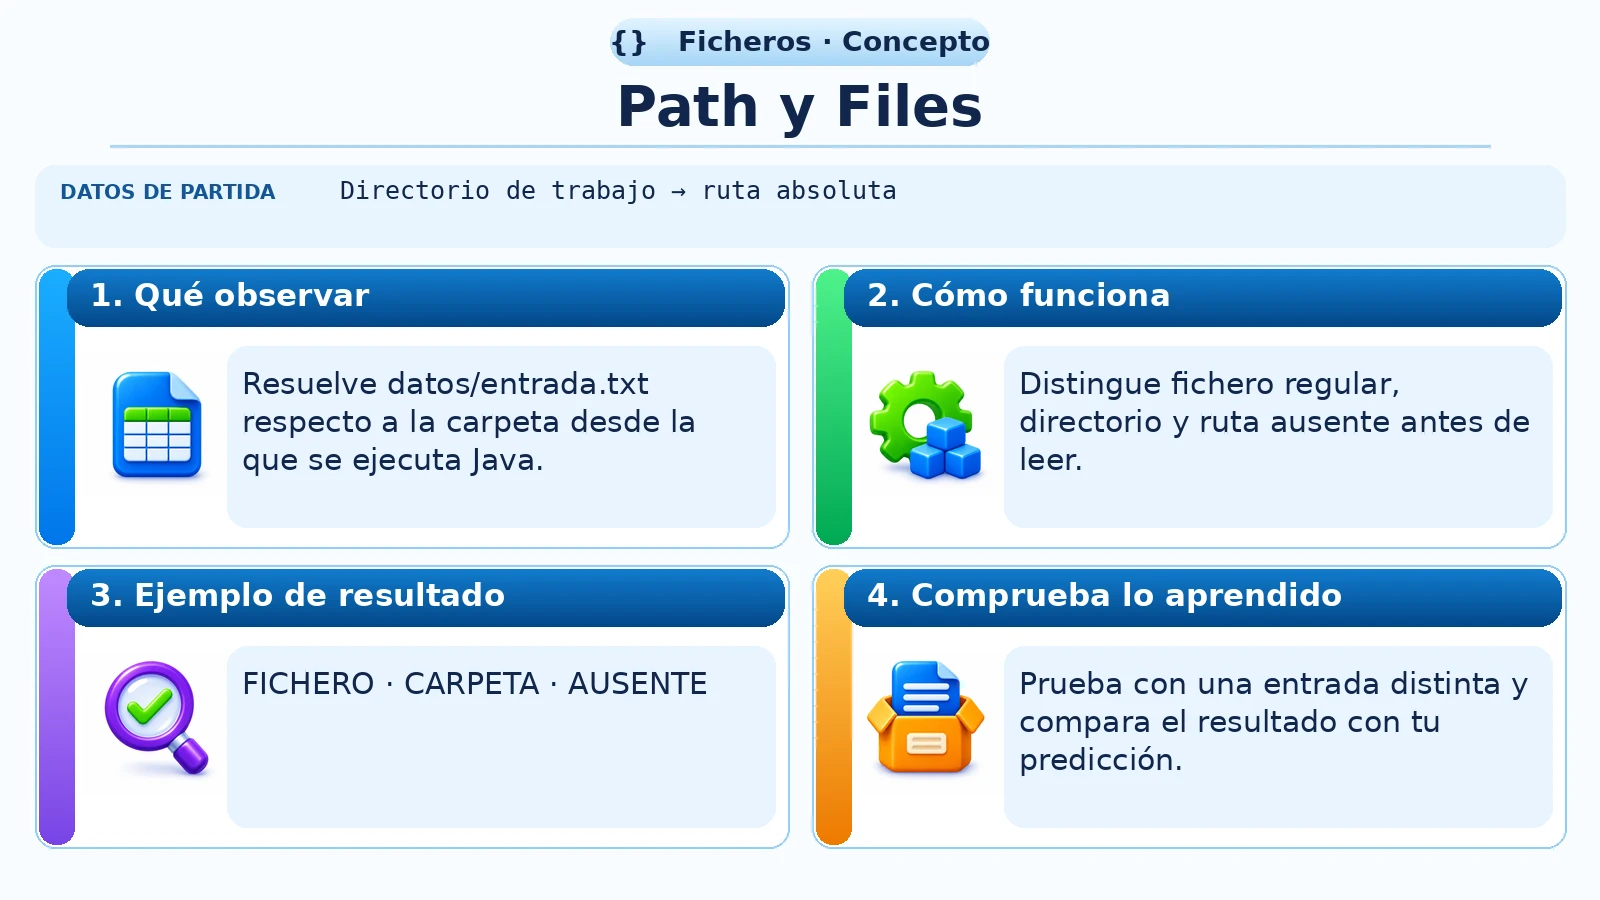 {} Ficheros · Concepto
Path y Files
DATOS DE PARTIDA Directorio de trabajo → ruta absoluta
1. Qué observar
Resuelve datos/entrada.txt
respecto a la carpeta desde la
que se ejecuta Java.
2. Cómo funciona
Distingue fichero regular,
directorio y ruta ausente antes de
leer.
3. Ejemplo de resultado
FICHERO · CARPETA · AUSENTE
4. Comprueba lo aprendido
Prueba con una entrada distinta y
compara el resultado con tu
predicción.